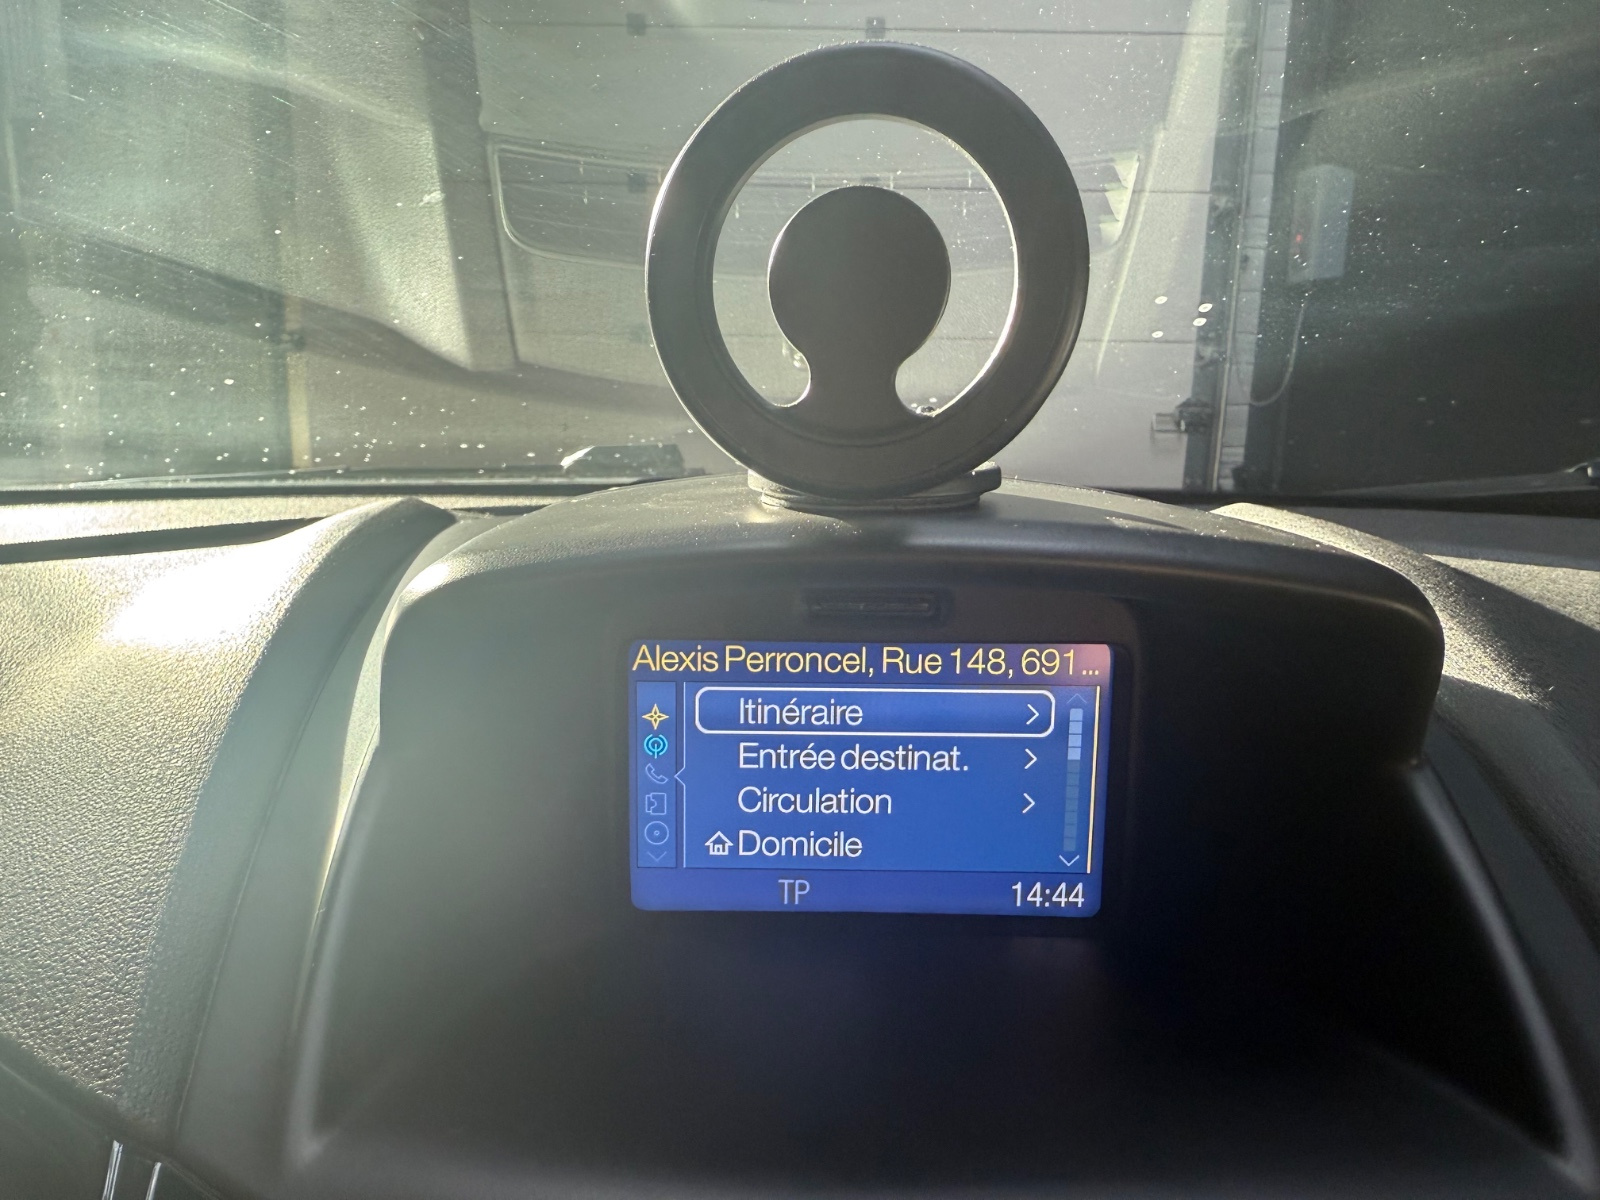 Alexis Perroncel, Rue 148, 691...
Itinéraire
Entrée destinat.
Circulation
Domicile
TP 14:44